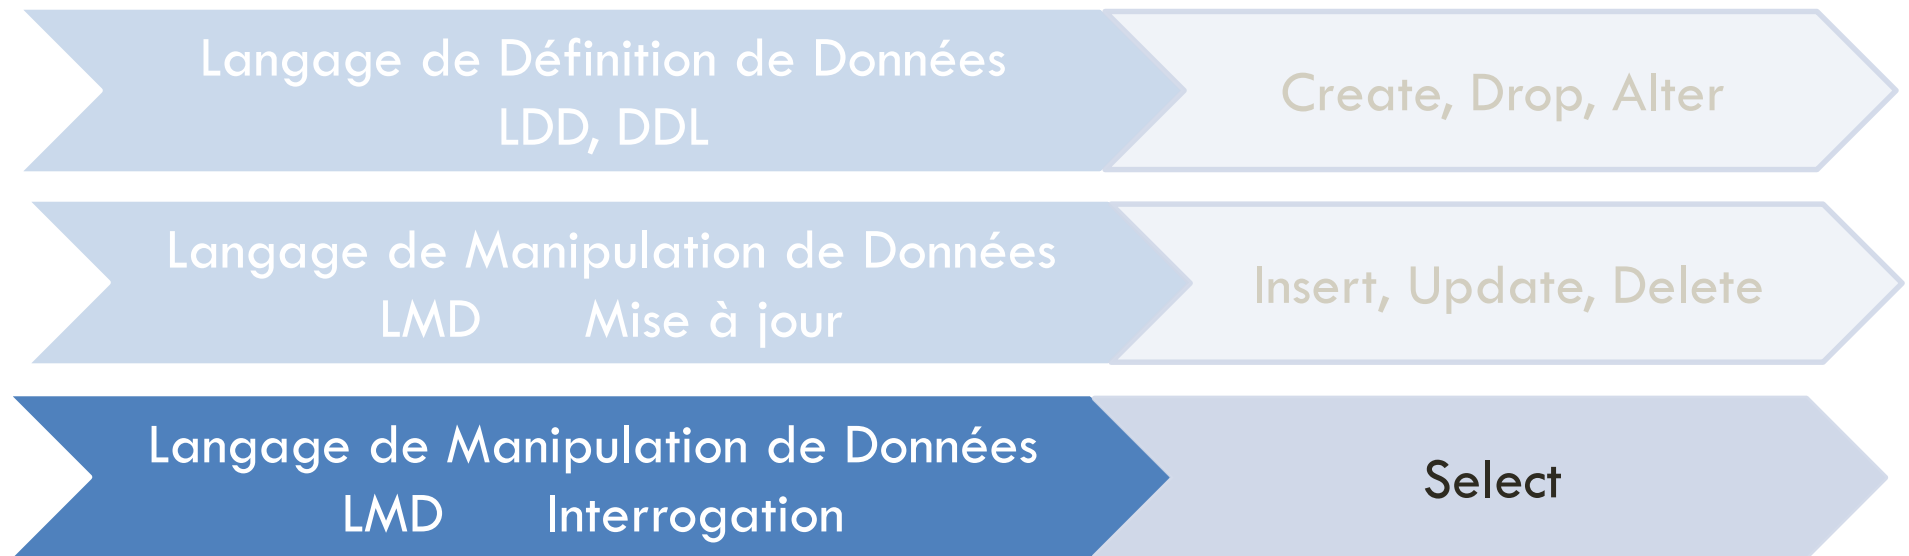 Langage de Définition de Données
LDD, DDL
Create, Drop, Alter
Langage de Manipulation de Données
LMD Mise à jour
Insert, Update, Delete
Langage de Manipulation de Données
LMD Interrogation
Select